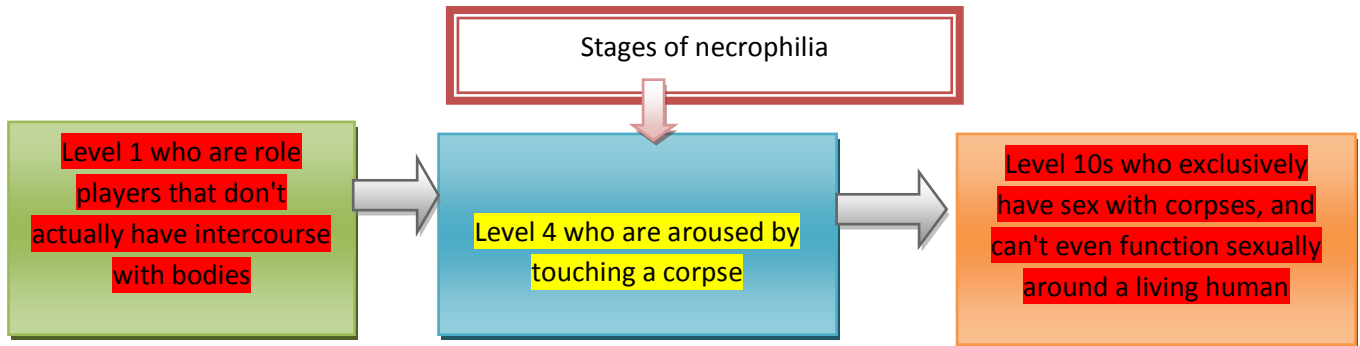 Stages of necrophilia
Level 1 who are role
players that don't
actually have intercourse
with bodies
Level 4 who are aroused by
touching a corpse
Level 10s who exclusively
have sex with corpses, and
can't even function sexually
around a living human